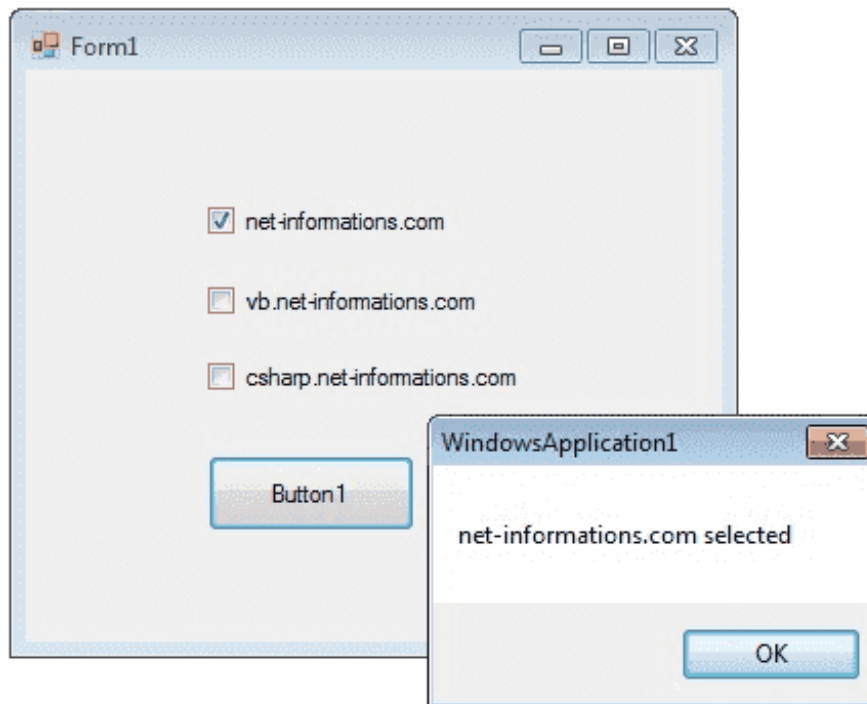 Form1
net-informations.com
vb.net-informations.com
csharp.net-informations.com
Button1
WindowsApplication1
net-informations.com selected
OK